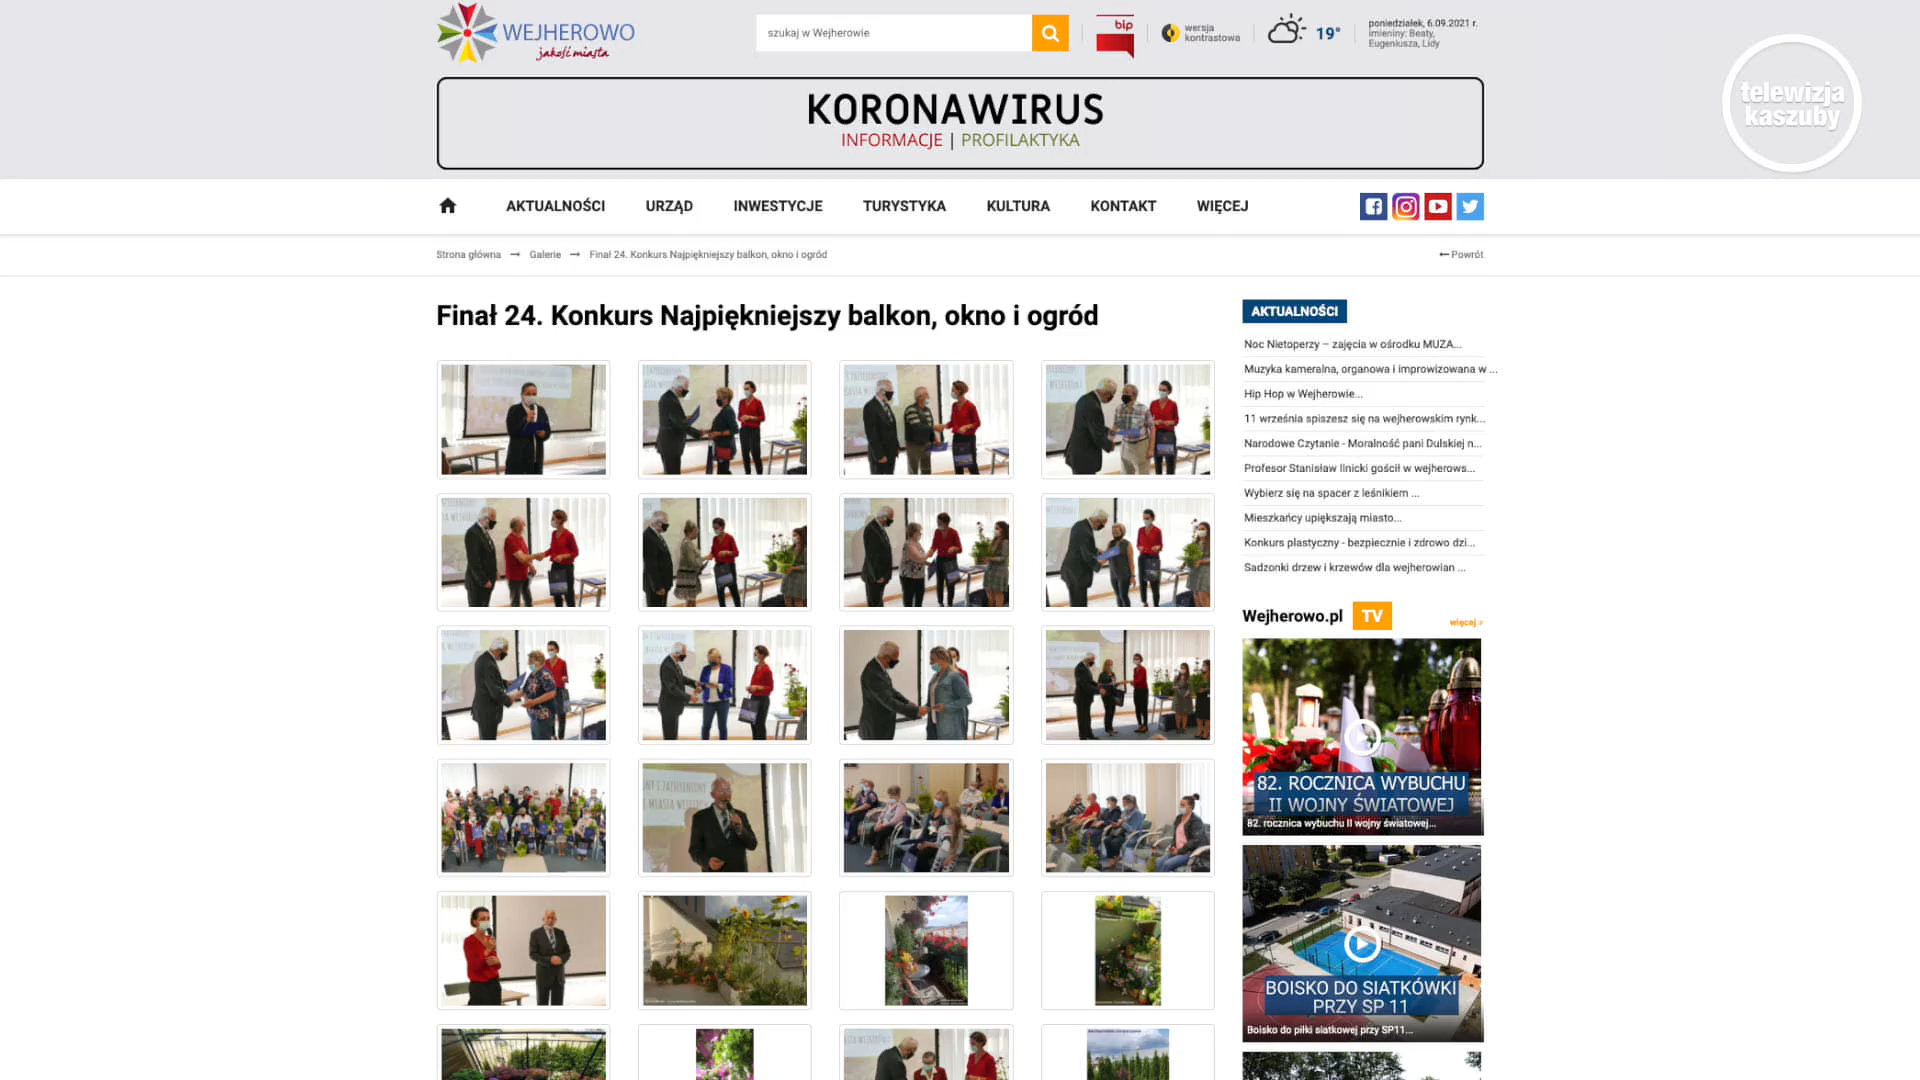 WEJHEROWO
jakość miasta
szukaj w Wejherowie
bip
wersja
kontrastowa
19°
poniedziałek, 6.09.2021 r.
imieniny: Beaty,
Eugeniusza, Lidy
telewizja
kaszuby
KORONAWIRUS
INFORMACJE | PROFILAKTYKA
AKTUALNOŚCI
URZĄD
INWESTYCJE
TURYSTYKA
KULTURA
KONTAKT
WIĘCEJ
Strona główna → Galerie → Finał 24. Konkurs Najpiękniejszy balkon, okno i ogród
← Powrót
Finał 24. Konkurs Najpiękniejszy balkon, okno i ogród
AKTUALNOŚCI
Noc Nietoperzy – zajęcia w ośrodku MUZA...
Muzyka kameralna, organowa i improwizowana w ...
Hip Hop w Wejherowie...
11 września spiszesz się na wejherowskim rynk...
Narodowe Czytanie - Moralność pani Dulskiej n...
Profesor Stanisław Ilnicki gościł w wejherows...
Wybierz się na spacer z leśnikiem ...
Mieszkańcy upiększają miasto...
Konkurs plastyczny - bezpiecznie i zdrowo dzi...
Sadzonki drzew i krzewów dla wejherowian ...
Wejherowo.pl TV
więcej »
82. ROCZNICA WYBUCHU
II WOJNY ŚWIATOWEJ
82. rocznica wybuchu II wojny światowej...
BOISKO DO SIATKÓWKI
PRZY SP 11
Boisko do piłki siatkowej przy SP11...